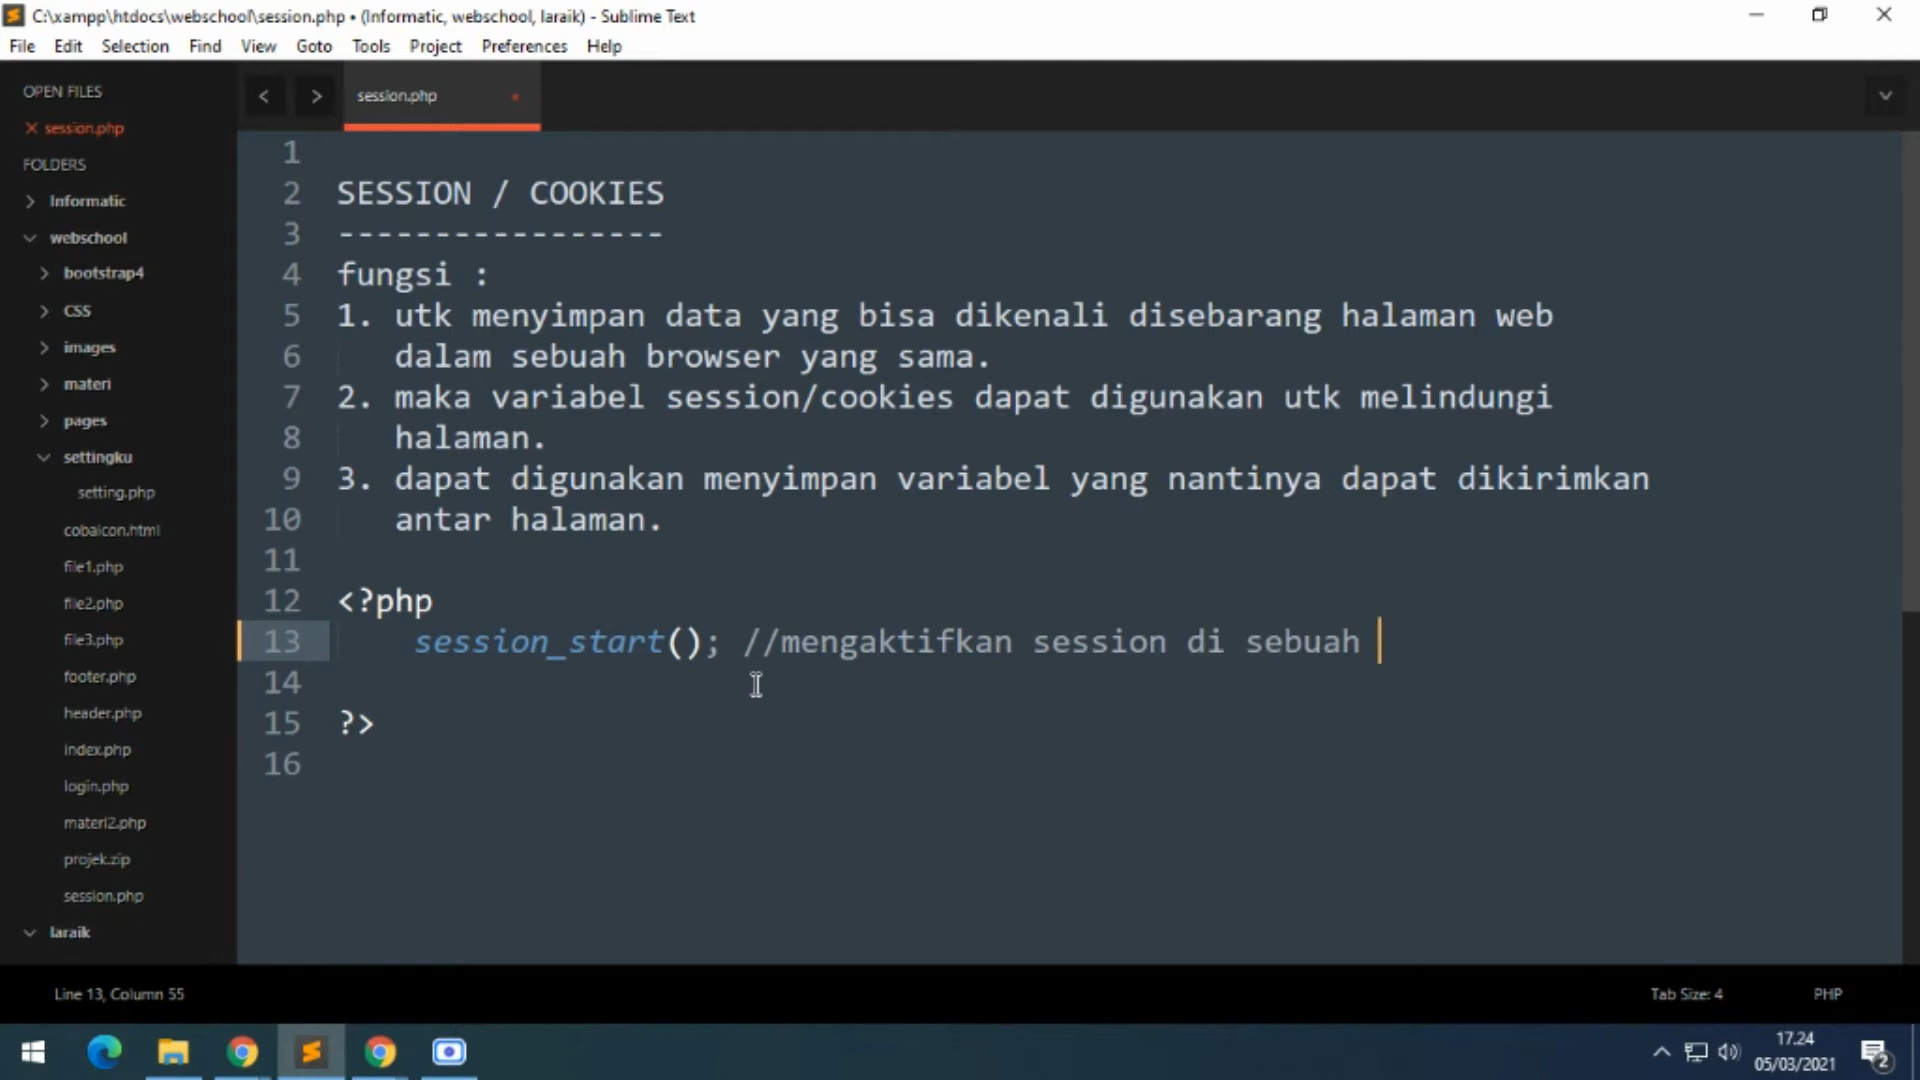 C:\xampp\htdocs\webschool\session.php • (Informatic, webschool, laraik) - Sublime Text
File Edit Selection Find View Goto Tools Project Preferences Help
OPEN FILES
session.php
FOLDERS
Informatic
webschool
bootstrap4
CSS
images
materi
pages
settingku
setting.php
cobaicon.html
file1.php
file2.php
file3.php
footer.php
header.php
index.php
login.php
materi2.php
projek.zip
session.php
laraik
session.php
1
2 SESSION / COOKIES
3 -----------------
4 fungsi :
5 1. utk menyimpan data yang bisa dikenali disebarang halaman web
6 dalam sebuah browser yang sama.
7 2. maka variabel session/cookies dapat digunakan utk melindungi
8 halaman.
9 3. dapat digunakan menyimpan variabel yang nantinya dapat dikirimkan
10 antar halaman.
11
12 <?php
13 session_start(); //mengaktifkan session di sebuah
14
15 ?>
16
Line 13, Column 55
Tab Size: 4
PHP
17.24
05/03/2021
2